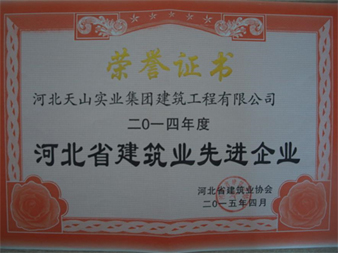 荣誉证书
河北天山实业集团建筑工程有限公司
二〇一四年度
河北省建筑业先进企业
河北省建筑业协会
二〇一五年四月